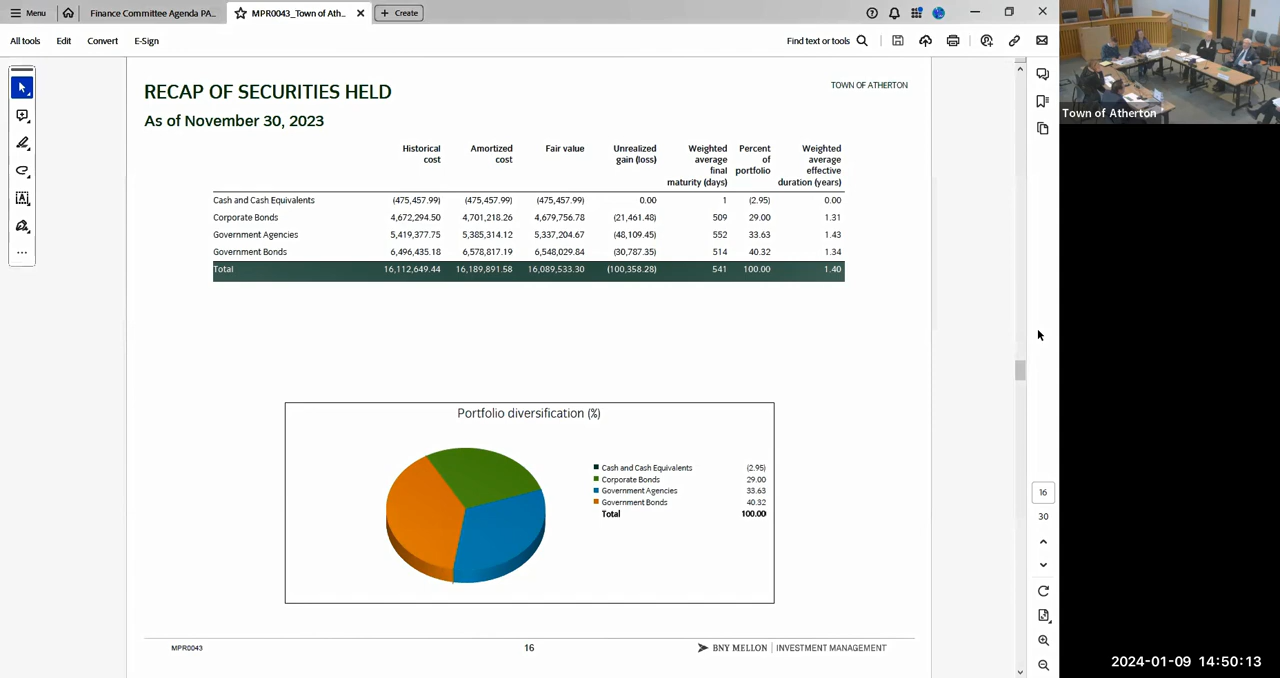 Menu
Finance Committee Agenda PA...
MPR0043_Town of Ath...
Create
All tools
Edit
Convert
E-Sign
Find text or tools
Town of Atherton
RECAP OF SECURITIES HELD
TOWN OF ATHERTON
As of November 30, 2023
Historical cost Amortized cost Fair value Unrealized gain (loss) Weighted average final maturity (days) Percent of portfolio Weighted average effective duration (years)
Cash and Cash Equivalents (475,457.99) (475,457.99) (475,457.99) 0.00 1 (2.95) 0.00
Corporate Bonds 4,672,294.50 4,701,218.26 4,679,756.78 (21,461.48) 509 29.00 1.31
Government Agencies 5,419,377.75 5,385,314.12 5,337,204.67 (48,109.45) 552 33.63 1.43
Government Bonds 6,496,435.18 6,578,817.19 6,548,029.84 (30,787.35) 514 40.32 1.34
Total 16,112,649.44 16,189,891.58 16,089,533.30 (100,358.28) 541 100.00 1.40
Portfolio diversification (%)
Cash and Cash Equivalents (2.95)
Corporate Bonds 29.00
Government Agencies 33.63
Government Bonds 40.32
Total 100.00
16
30
MPR0043
16
BNY MELLON | INVESTMENT MANAGEMENT
2024-01-09 14:50:13